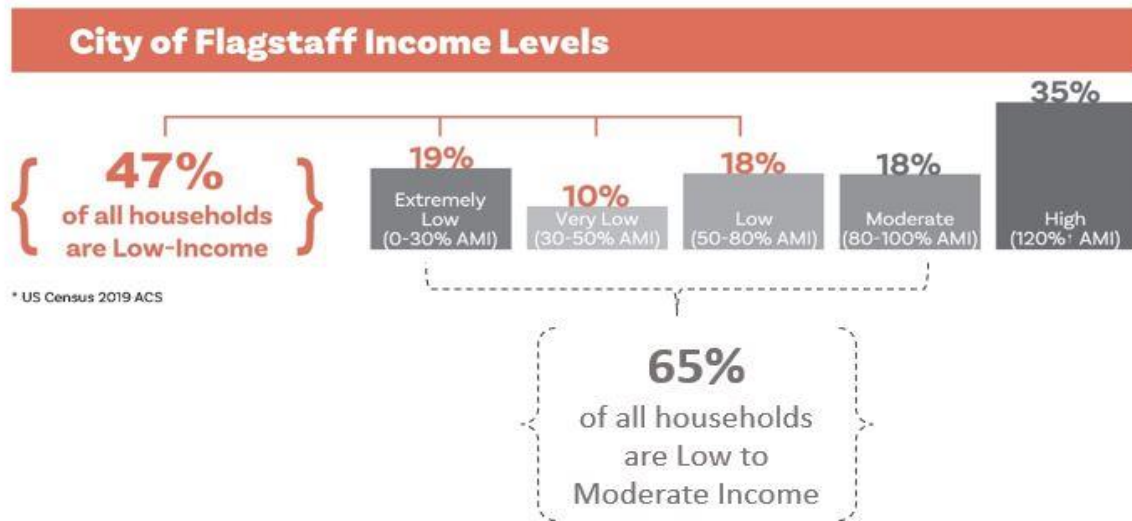 City of Flagstaff Income Levels
47%
of all households
are Low-Income
19%
Extremely
Low
(0-30% AMI)
10%
Very Low
(30-50% AMI)
18%
Low
(50-80% AMI)
18%
Moderate
(80-100% AMI)
35%
High
(120%↑ AMI)
* US Census 2019 ACS
65%
of all households
are Low to
Moderate Income